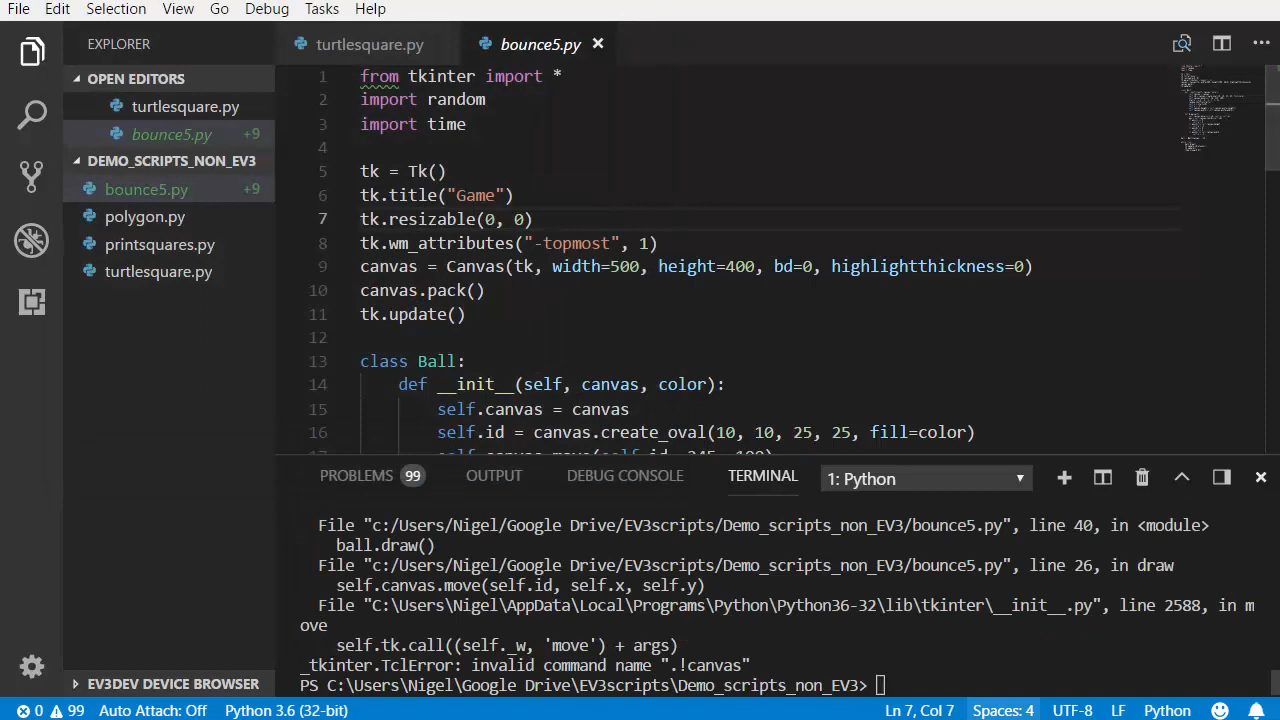 File Edit Selection View Go Debug Tasks Help
EXPLORER
OPEN EDITORS
turtlesquare.py
bounce5.py +9
DEMO_SCRIPTS_NON_EV3
bounce5.py +9
polygon.py
printsquares.py
turtlesquare.py
EV3DEV DEVICE BROWSER
turtlesquare.py bounce5.py
1 from tkinter import *
2 import random
3 import time
4
5 tk = Tk()
6 tk.title("Game")
7 tk.resizable(0, 0)
8 tk.wm_attributes("-topmost", 1)
9 canvas = Canvas(tk, width=500, height=400, bd=0, highlightthickness=0)
10 canvas.pack()
11 tk.update()
12
13 class Ball:
14 def __init__(self, canvas, color):
15 self.canvas = canvas
16 self.id = canvas.create_oval(10, 10, 25, 25, fill=color)
17 self.canvas.move(self.id, 245, 100)
PROBLEMS 99 OUTPUT DEBUG CONSOLE TERMINAL 1: Python
File "c:/Users/Nigel/Google Drive/EV3scripts/Demo_scripts_non_EV3/bounce5.py", line 40, in <module>
ball.draw()
File "c:/Users/Nigel/Google Drive/EV3scripts/Demo_scripts_non_EV3/bounce5.py", line 26, in draw
self.canvas.move(self.id, self.x, self.y)
File "C:\Users\Nigel\AppData\Local\Programs\Python\Python36-32\lib\tkinter\__init__.py", line 2588, in m
ove
self.tk.call((self._w, 'move') + args)
_tkinter.TclError: invalid command name ".!canvas"
PS C:\Users\Nigel\Google Drive\EV3scripts\Demo_scripts_non_EV3>
0 99 Auto Attach: Off Python 3.6 (32-bit) Ln 7, Col 7 Spaces: 4 UTF-8 LF Python